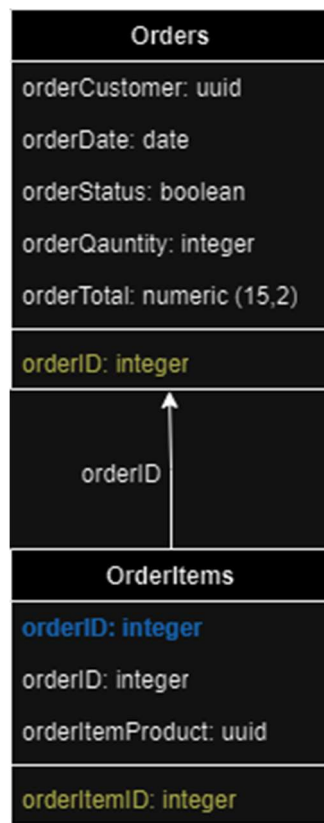 Orders
orderCustomer: uuid
orderDate: date
orderStatus: boolean
orderQauntity: integer
orderTotal: numeric (15,2)
orderID: integer
orderID
OrderItems
orderID: integer
orderID: integer
orderItemProduct: uuid
orderItemID: integer